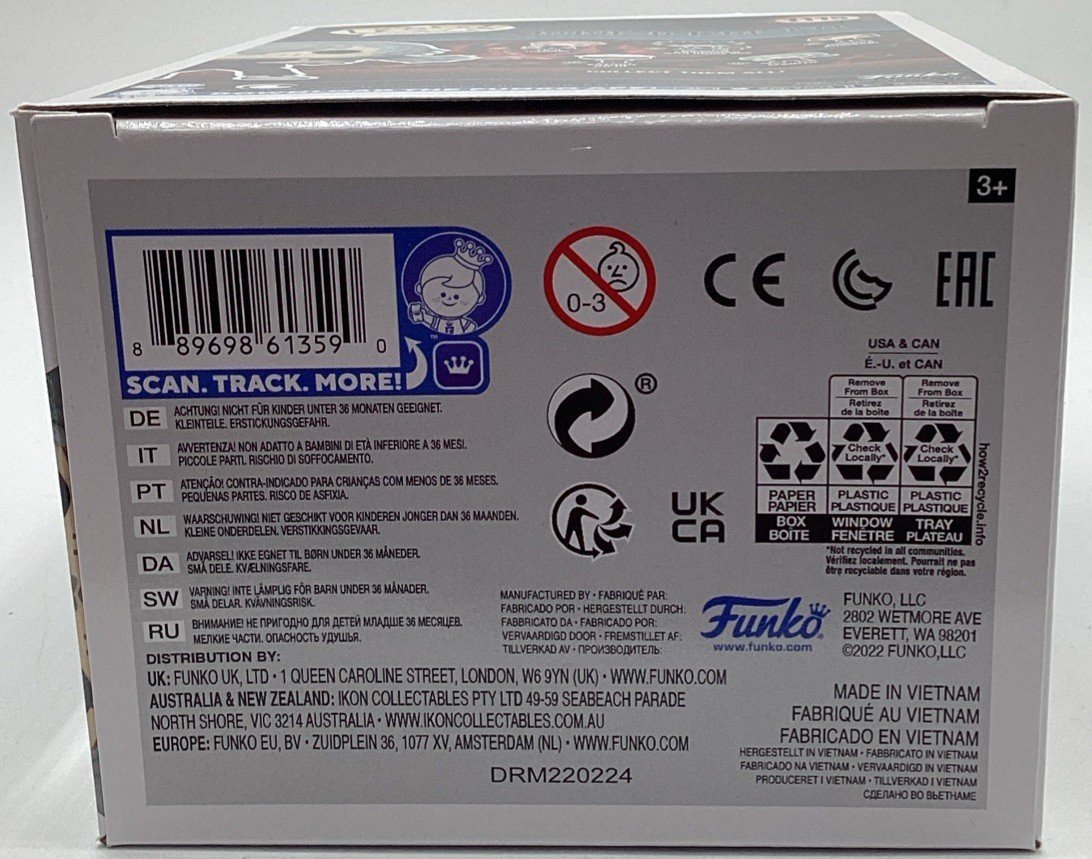 COLLECT THEM ALL!
Funko
3+
8 89698 61359 0
SCAN. TRACK. MORE!
0-3
CE
EAC
®
UK
CA
USA & CAN
É.-U. et CAN
Remove
From Box
Retirez
de la boîte
Remove
From Box
Retirez
de la boîte
Check
Locally*
Check
Locally*
PAPER
PAPIER
BOX
BOÎTE
PLASTIC
PLASTIQUE
WINDOW
FENÊTRE
PLASTIC
PLASTIQUE
TRAY
PLATEAU
how2recycle.info
*Not recycled in all communities.
Vérifiez localement. Pourrait ne pas
être recyclable dans votre région.
DE ACHTUNG! NICHT FÜR KINDER UNTER 36 MONATEN GEEIGNET.
KLEINTEILE. ERSTICKUNGSGEFAHR.
IT AVVERTENZA! NON ADATTO A BAMBINI DI ETÀ INFERIORE A 36 MESI.
PICCOLE PARTI. RISCHIO DI SOFFOCAMENTO.
PT ATENÇÃO! CONTRA-INDICADO PARA CRIANÇAS COM MENOS DE 36 MESES.
PEQUENAS PARTES. RISCO DE ASFIXIA.
NL WAARSCHUWING! NIET GESCHIKT VOOR KINDEREN JONGER DAN 36 MAANDEN.
KLEINE ONDERDELEN. VERSTIKKINGSGEVAAR.
DA ADVARSEL! IKKE EGNET TIL BØRN UNDER 36 MÅNEDER.
SMÅ DELE. KVÆLNINGSFARE.
SW VARNING! INTE LÄMPLIG FÖR BARN UNDER 36 MÅNADER.
SMÅ DELAR. KVÄVNINGSRISK.
RU ВНИМАНИЕ! НЕ ПРИГОДНО ДЛЯ ДЕТЕЙ МЛАДШЕ 36 МЕСЯЦЕВ.
МЕЛКИЕ ЧАСТИ. ОПАСНОСТЬ УДУШЬЯ.
MANUFACTURED BY • FABRIQUÉ PAR:
FABRICADO POR • HERGESTELLT DURCH:
FABBRICATO DA • FABRICADO POR:
VERVAARDIGD DOOR • FREMSTILLET AF:
TILLVERKAD AV • ПРОИЗВОДИТЕЛЬ:
Funko
www.funko.com
FUNKO, LLC
2802 WETMORE AVE
EVERETT, WA 98201
©2022 FUNKO,LLC
DISTRIBUTION BY:
UK: FUNKO UK, LTD • 1 QUEEN CAROLINE STREET, LONDON, W6 9YN (UK) • WWW.FUNKO.COM
AUSTRALIA & NEW ZEALAND: IKON COLLECTABLES PTY LTD 49-59 SEABEACH PARADE
NORTH SHORE, VIC 3214 AUSTRALIA • WWW.IKONCOLLECTABLES.COM.AU
EUROPE: FUNKO EU, BV • ZUIDPLEIN 36, 1077 XV, AMSTERDAM (NL) • WWW.FUNKO.COM
DRM220224
MADE IN VIETNAM
FABRIQUÉ AU VIETNAM
FABRICADO EN VIETNAM
HERGESTELLT IN VIETNAM • FABBRICATO IN VIETNAM
FABRICADO NA VIETNAM • VERVAARDIGD IN VIETNAM
PRODUCERET I VIETNAM • TILLVERKAD I VIETNAM
СДЕЛАНО ВО ВЬЕТНАМЕ